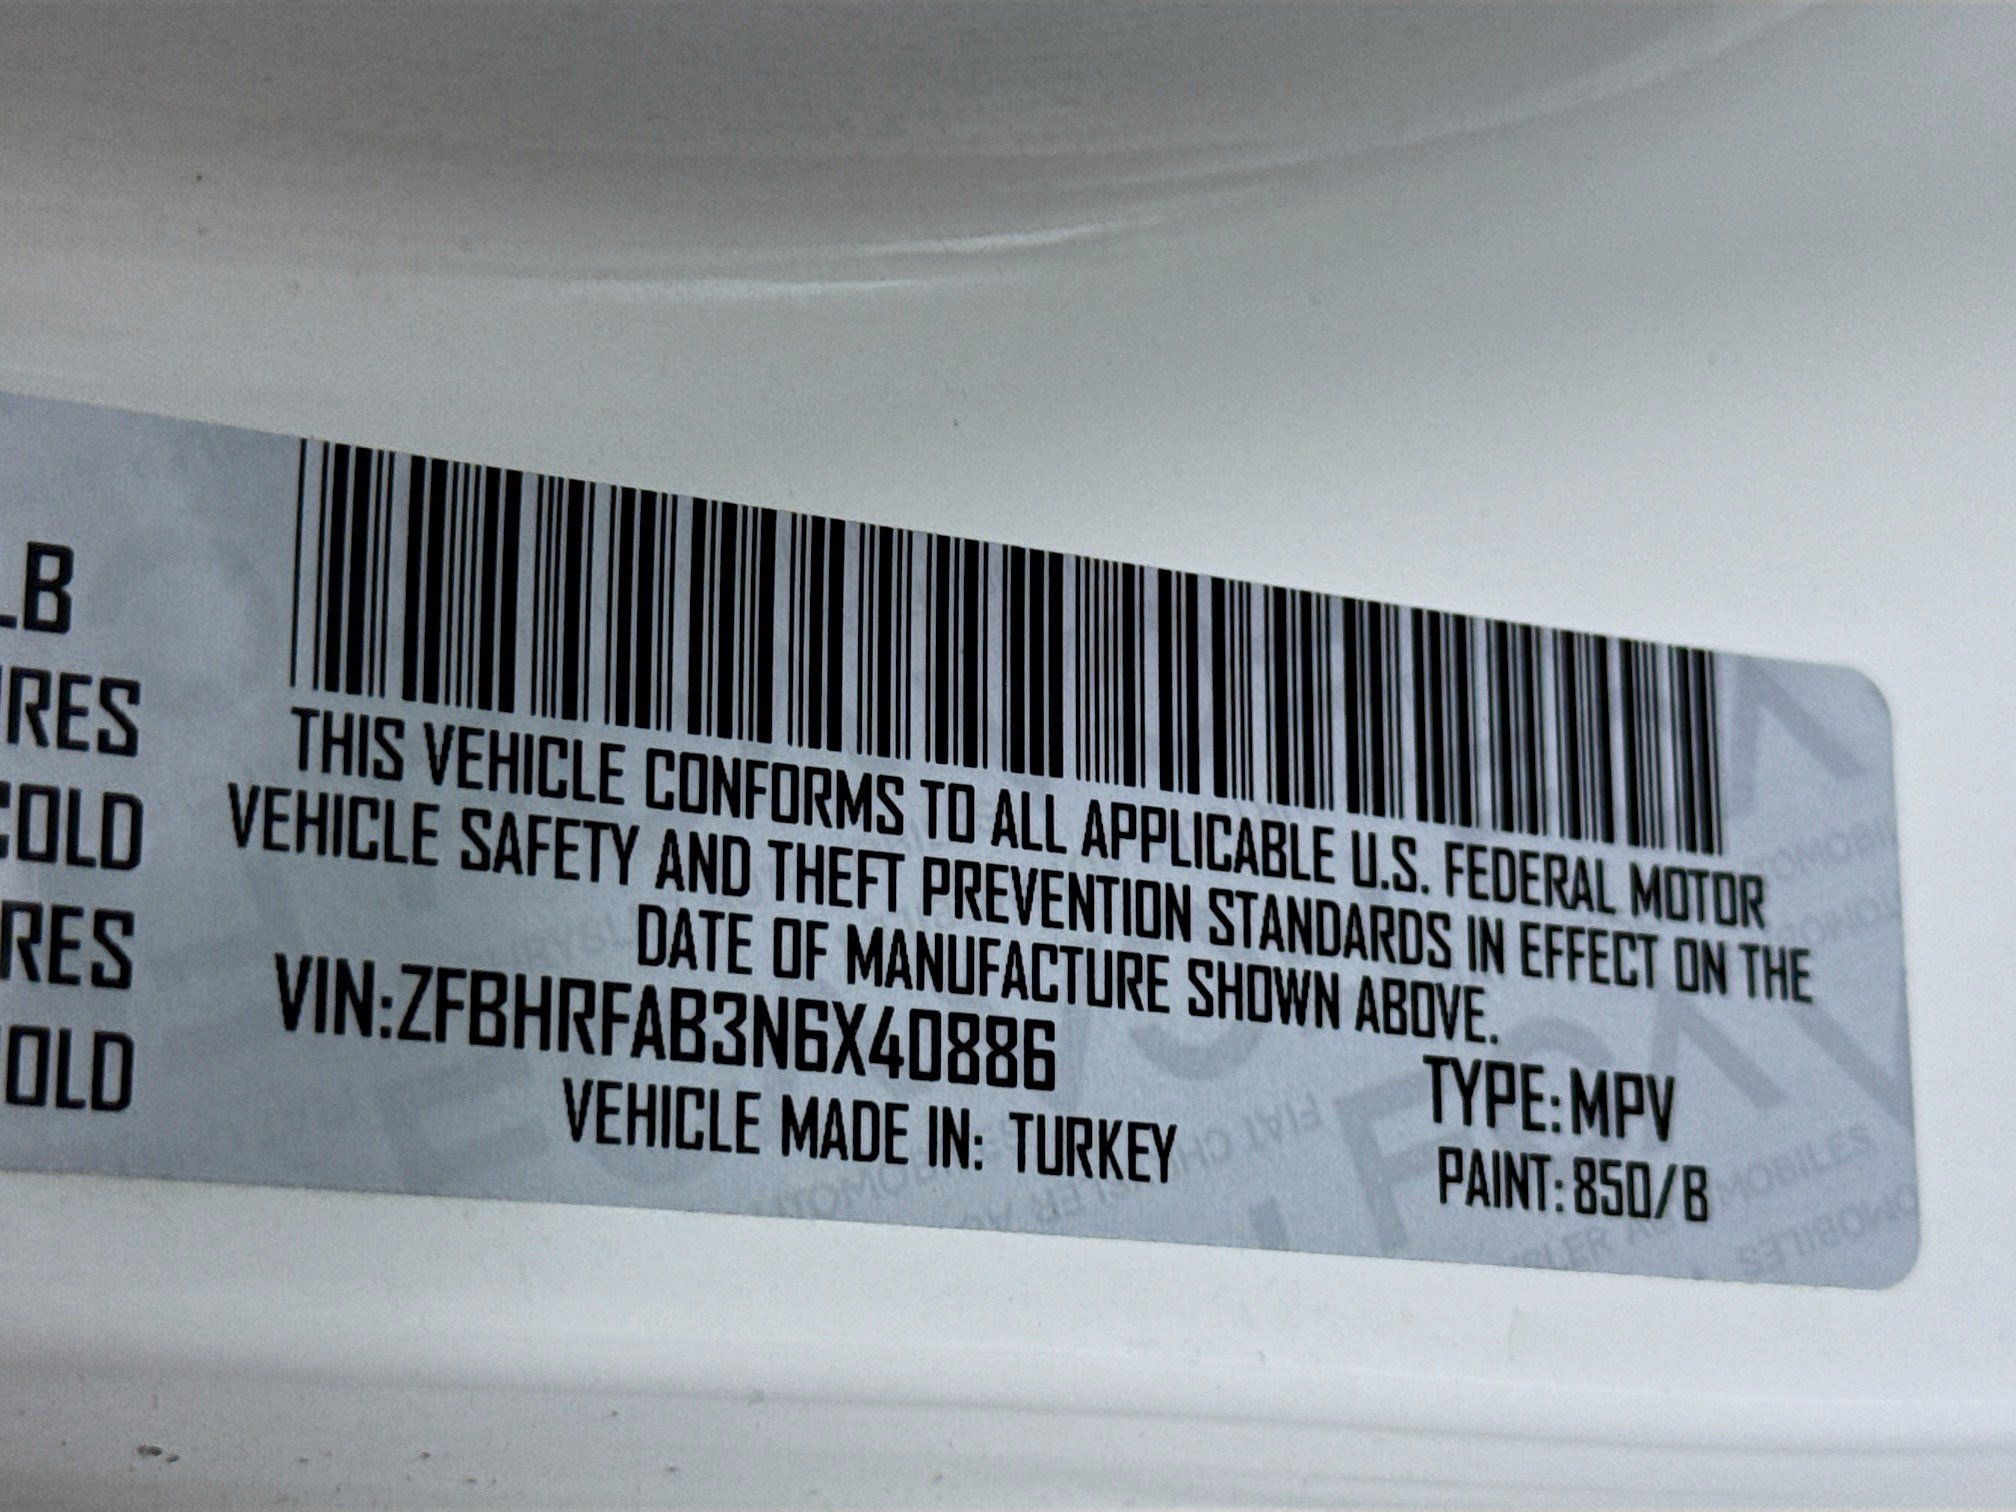 LB
RES
COLD
RES
OLD
THIS VEHICLE CONFORMS TO ALL APPLICABLE U.S. FEDERAL MOTOR
VEHICLE SAFETY AND THEFT PREVENTION STANDARDS IN EFFECT ON THE
DATE OF MANUFACTURE SHOWN ABOVE.
VIN:ZFBHRFAB3N6X40886
TYPE:MPV
VEHICLE MADE IN: TURKEY
PAINT:850/B